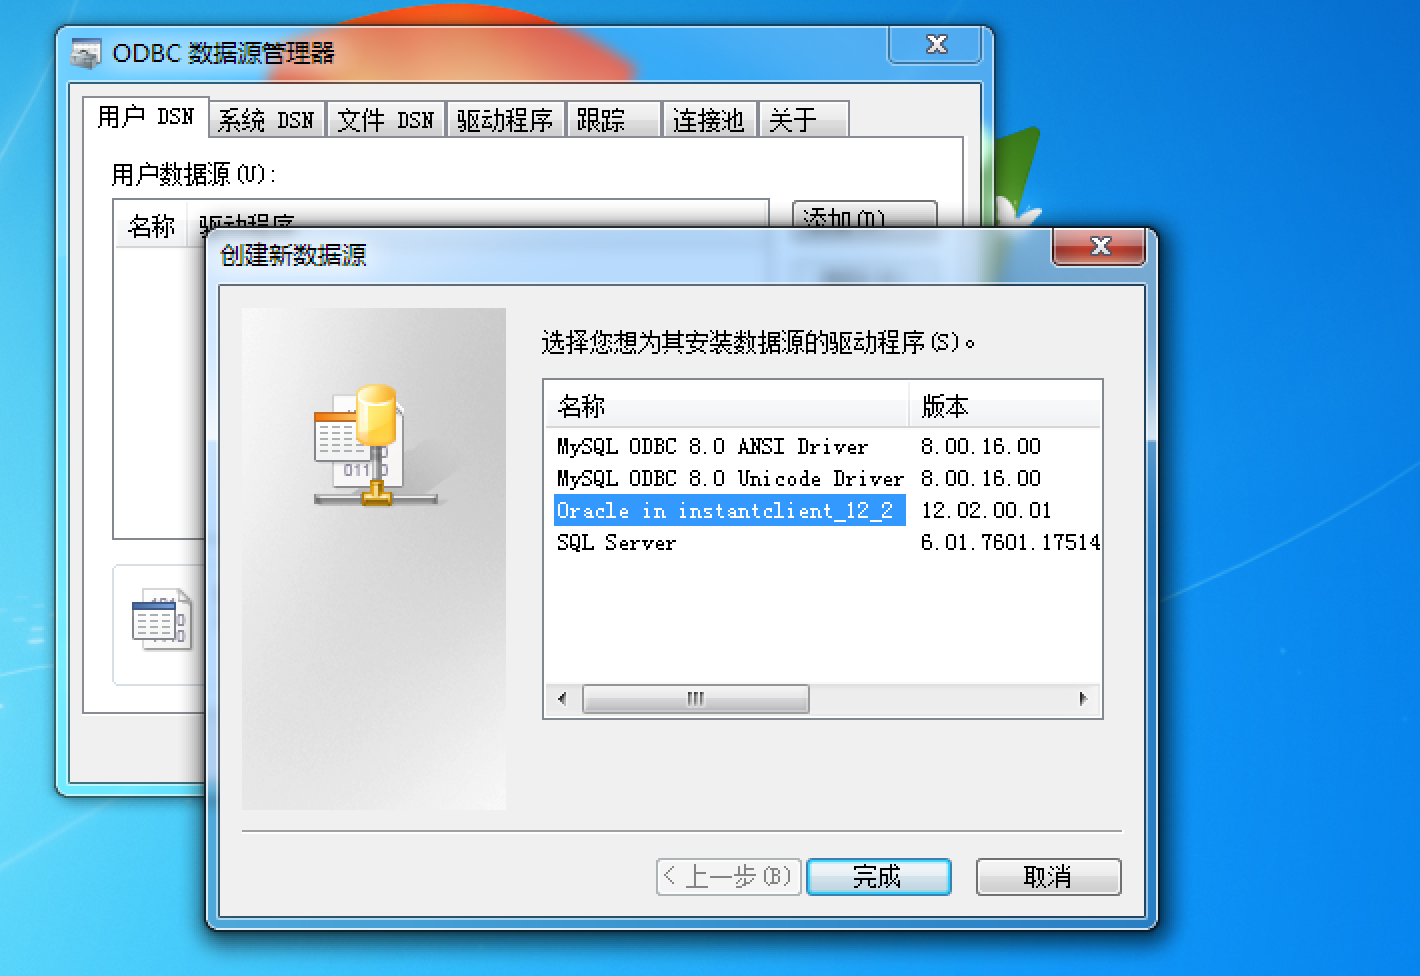 ODBC 数据源管理器
用户 DSN 系统 DSN 文件 DSN 驱动程序 跟踪 连接池 关于
用户数据源(U):
名称 驱动程序
添加(D)
创建新数据源
选择您想为其安装数据源的驱动程序(S)。
名称 版本
MySQL ODBC 8.0 ANSI Driver 8.00.16.00
MySQL ODBC 8.0 Unicode Driver 8.00.16.00
Oracle in instantclient_12_2 12.02.00.01
SQL Server 6.01.7601.17514
< 上一步(B) 完成 取消